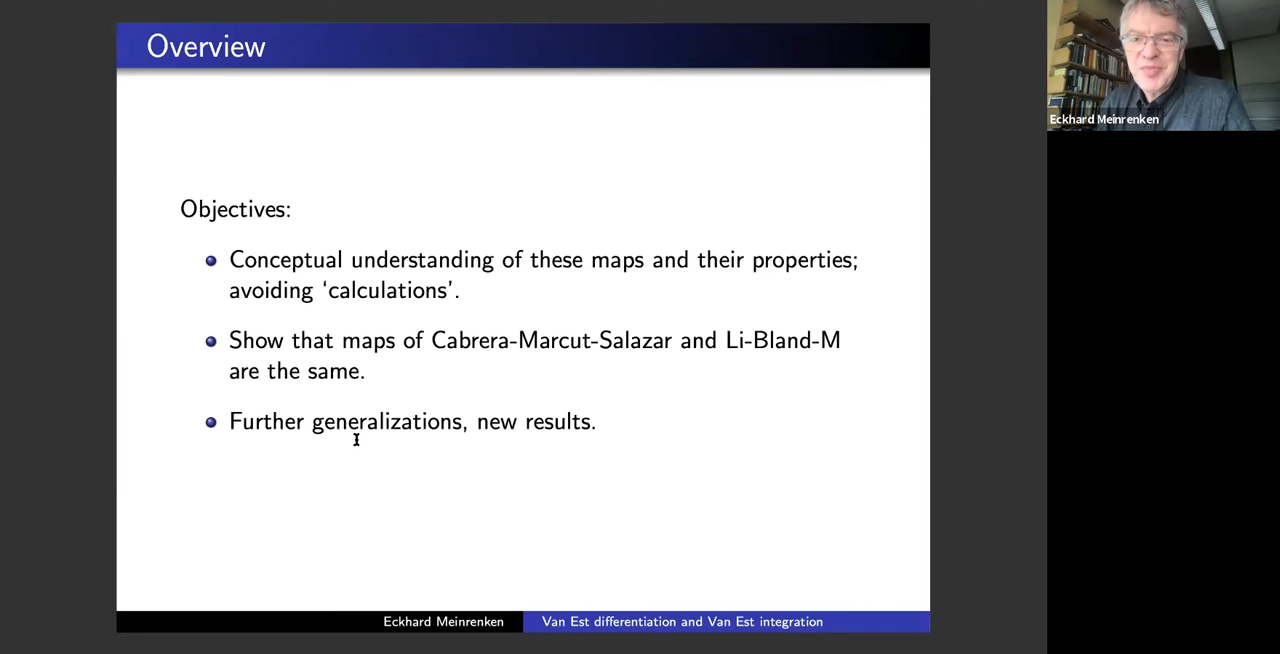 Overview
Objectives:
Conceptual understanding of these maps and their properties;
avoiding ‘calculations’.
Show that maps of Cabrera-Marcut-Salazar and Li-Bland-M
are the same.
Further generalizations, new results.
Eckhard Meinrenken Van Est differentiation and Van Est integration
Eckhard Meinrenken